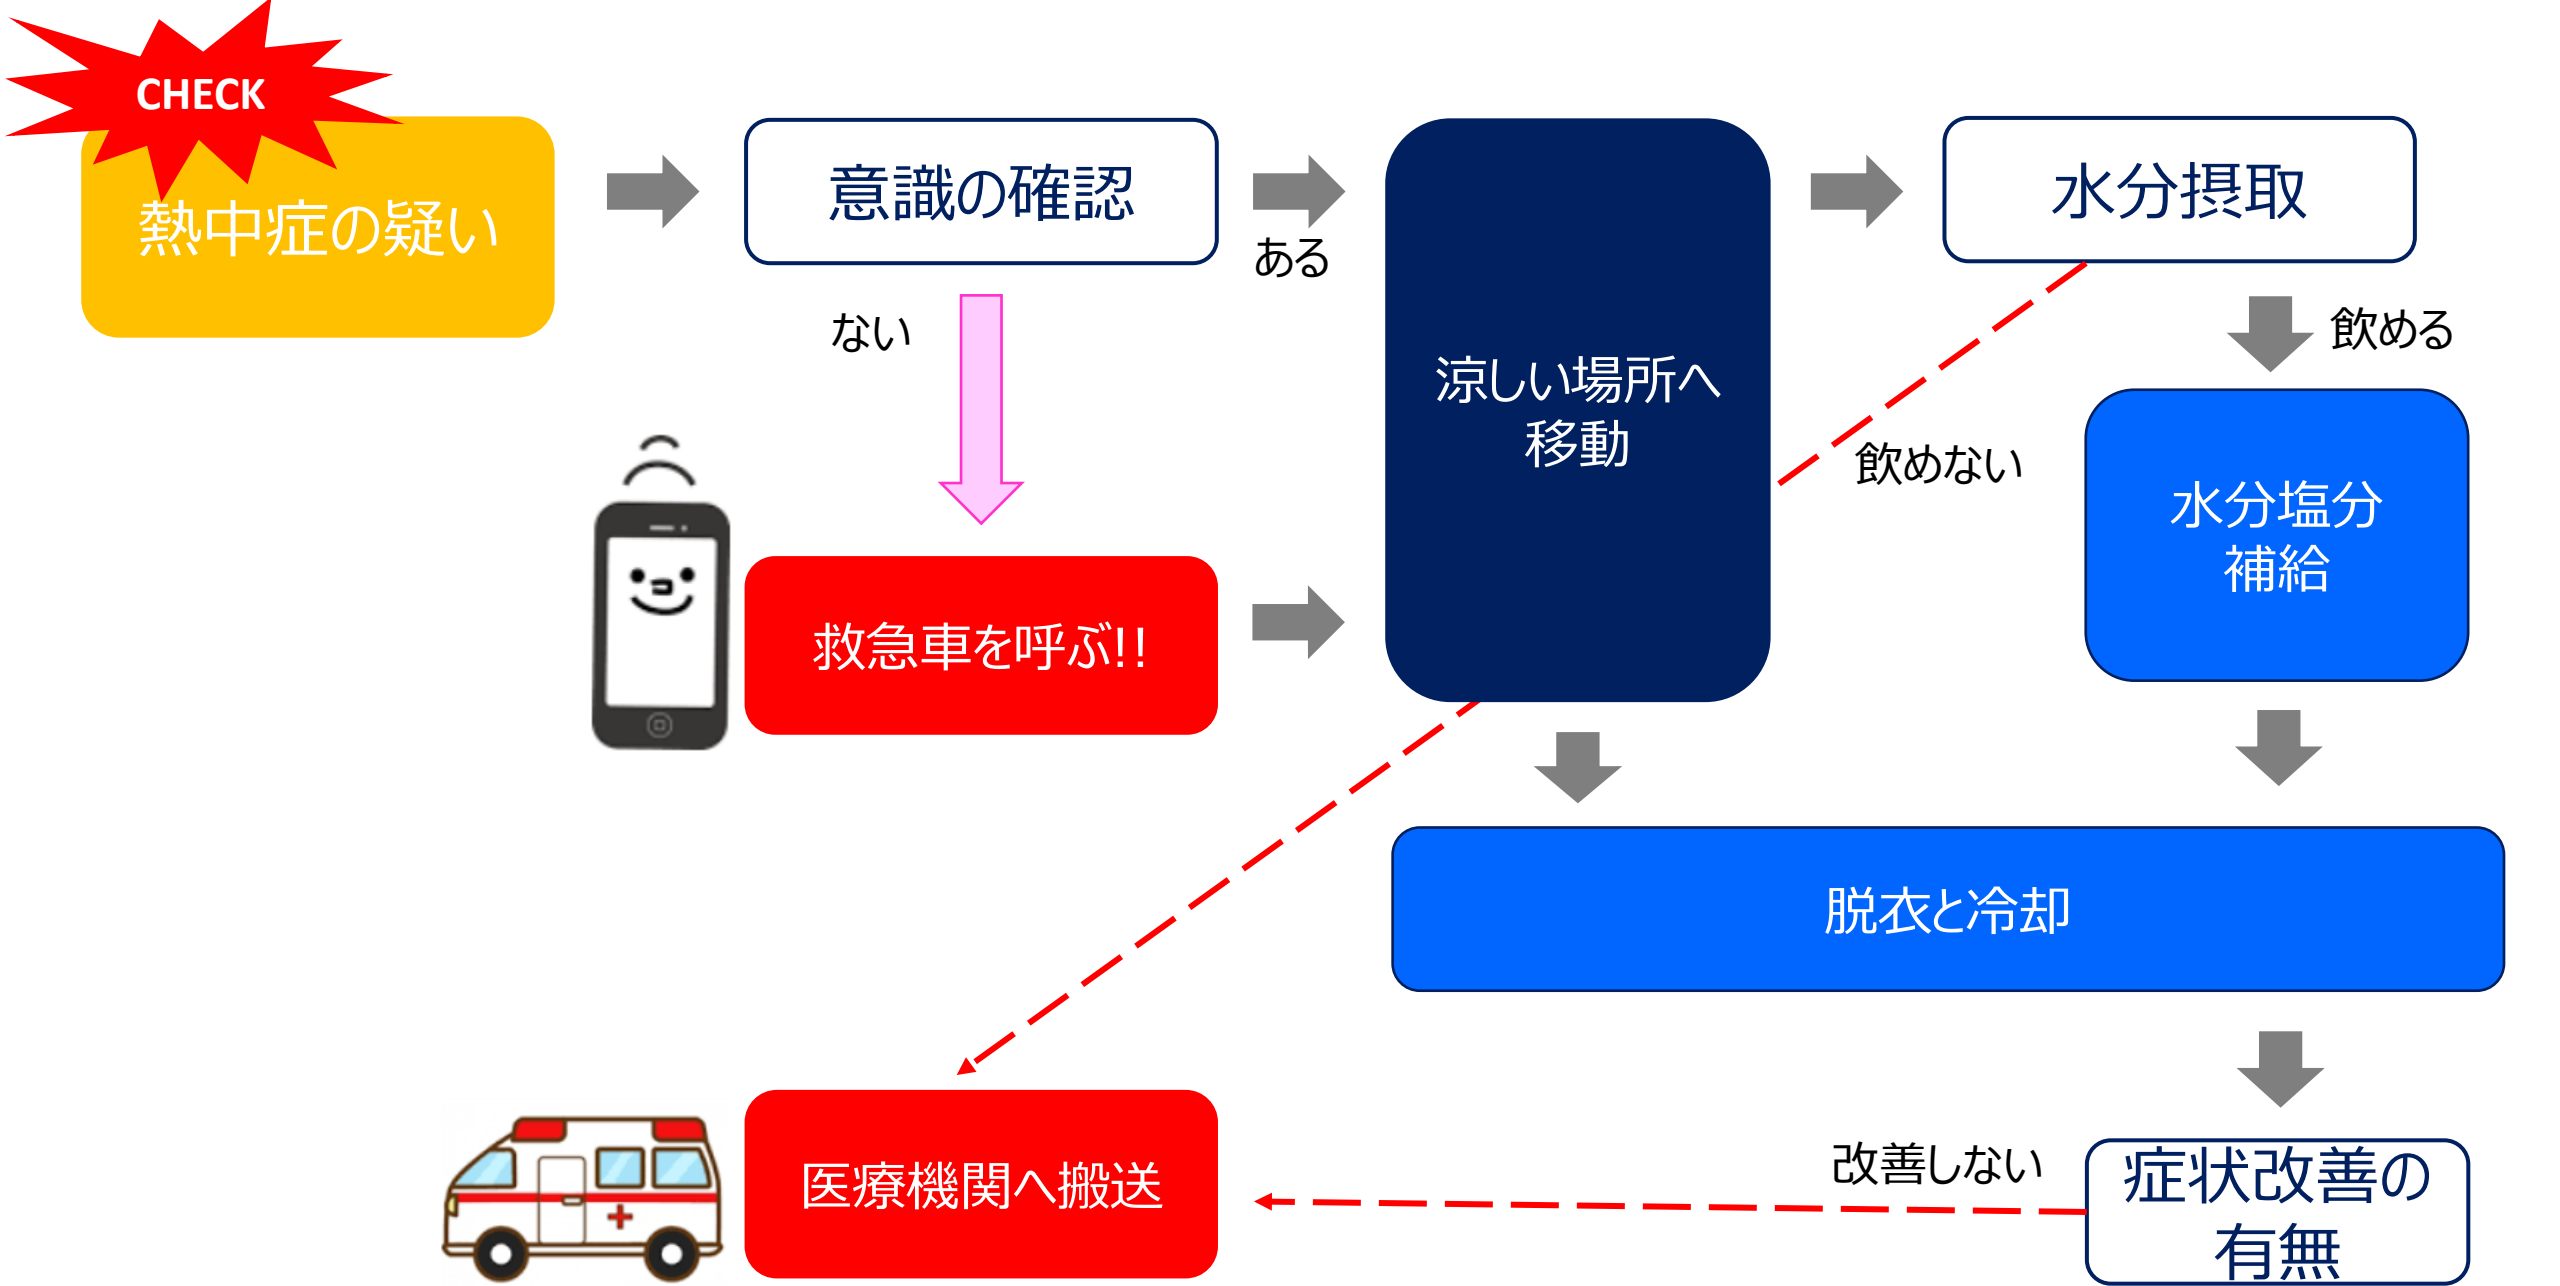 CHECK
熱中症の疑い
意識の確認
ある
ない
涼しい場所へ
移動
水分摂取
飲める
飲めない
水分塩分
補給
救急車を呼ぶ!!
脱衣と冷却
改善しない
症状改善の
有無
医療機関へ搬送